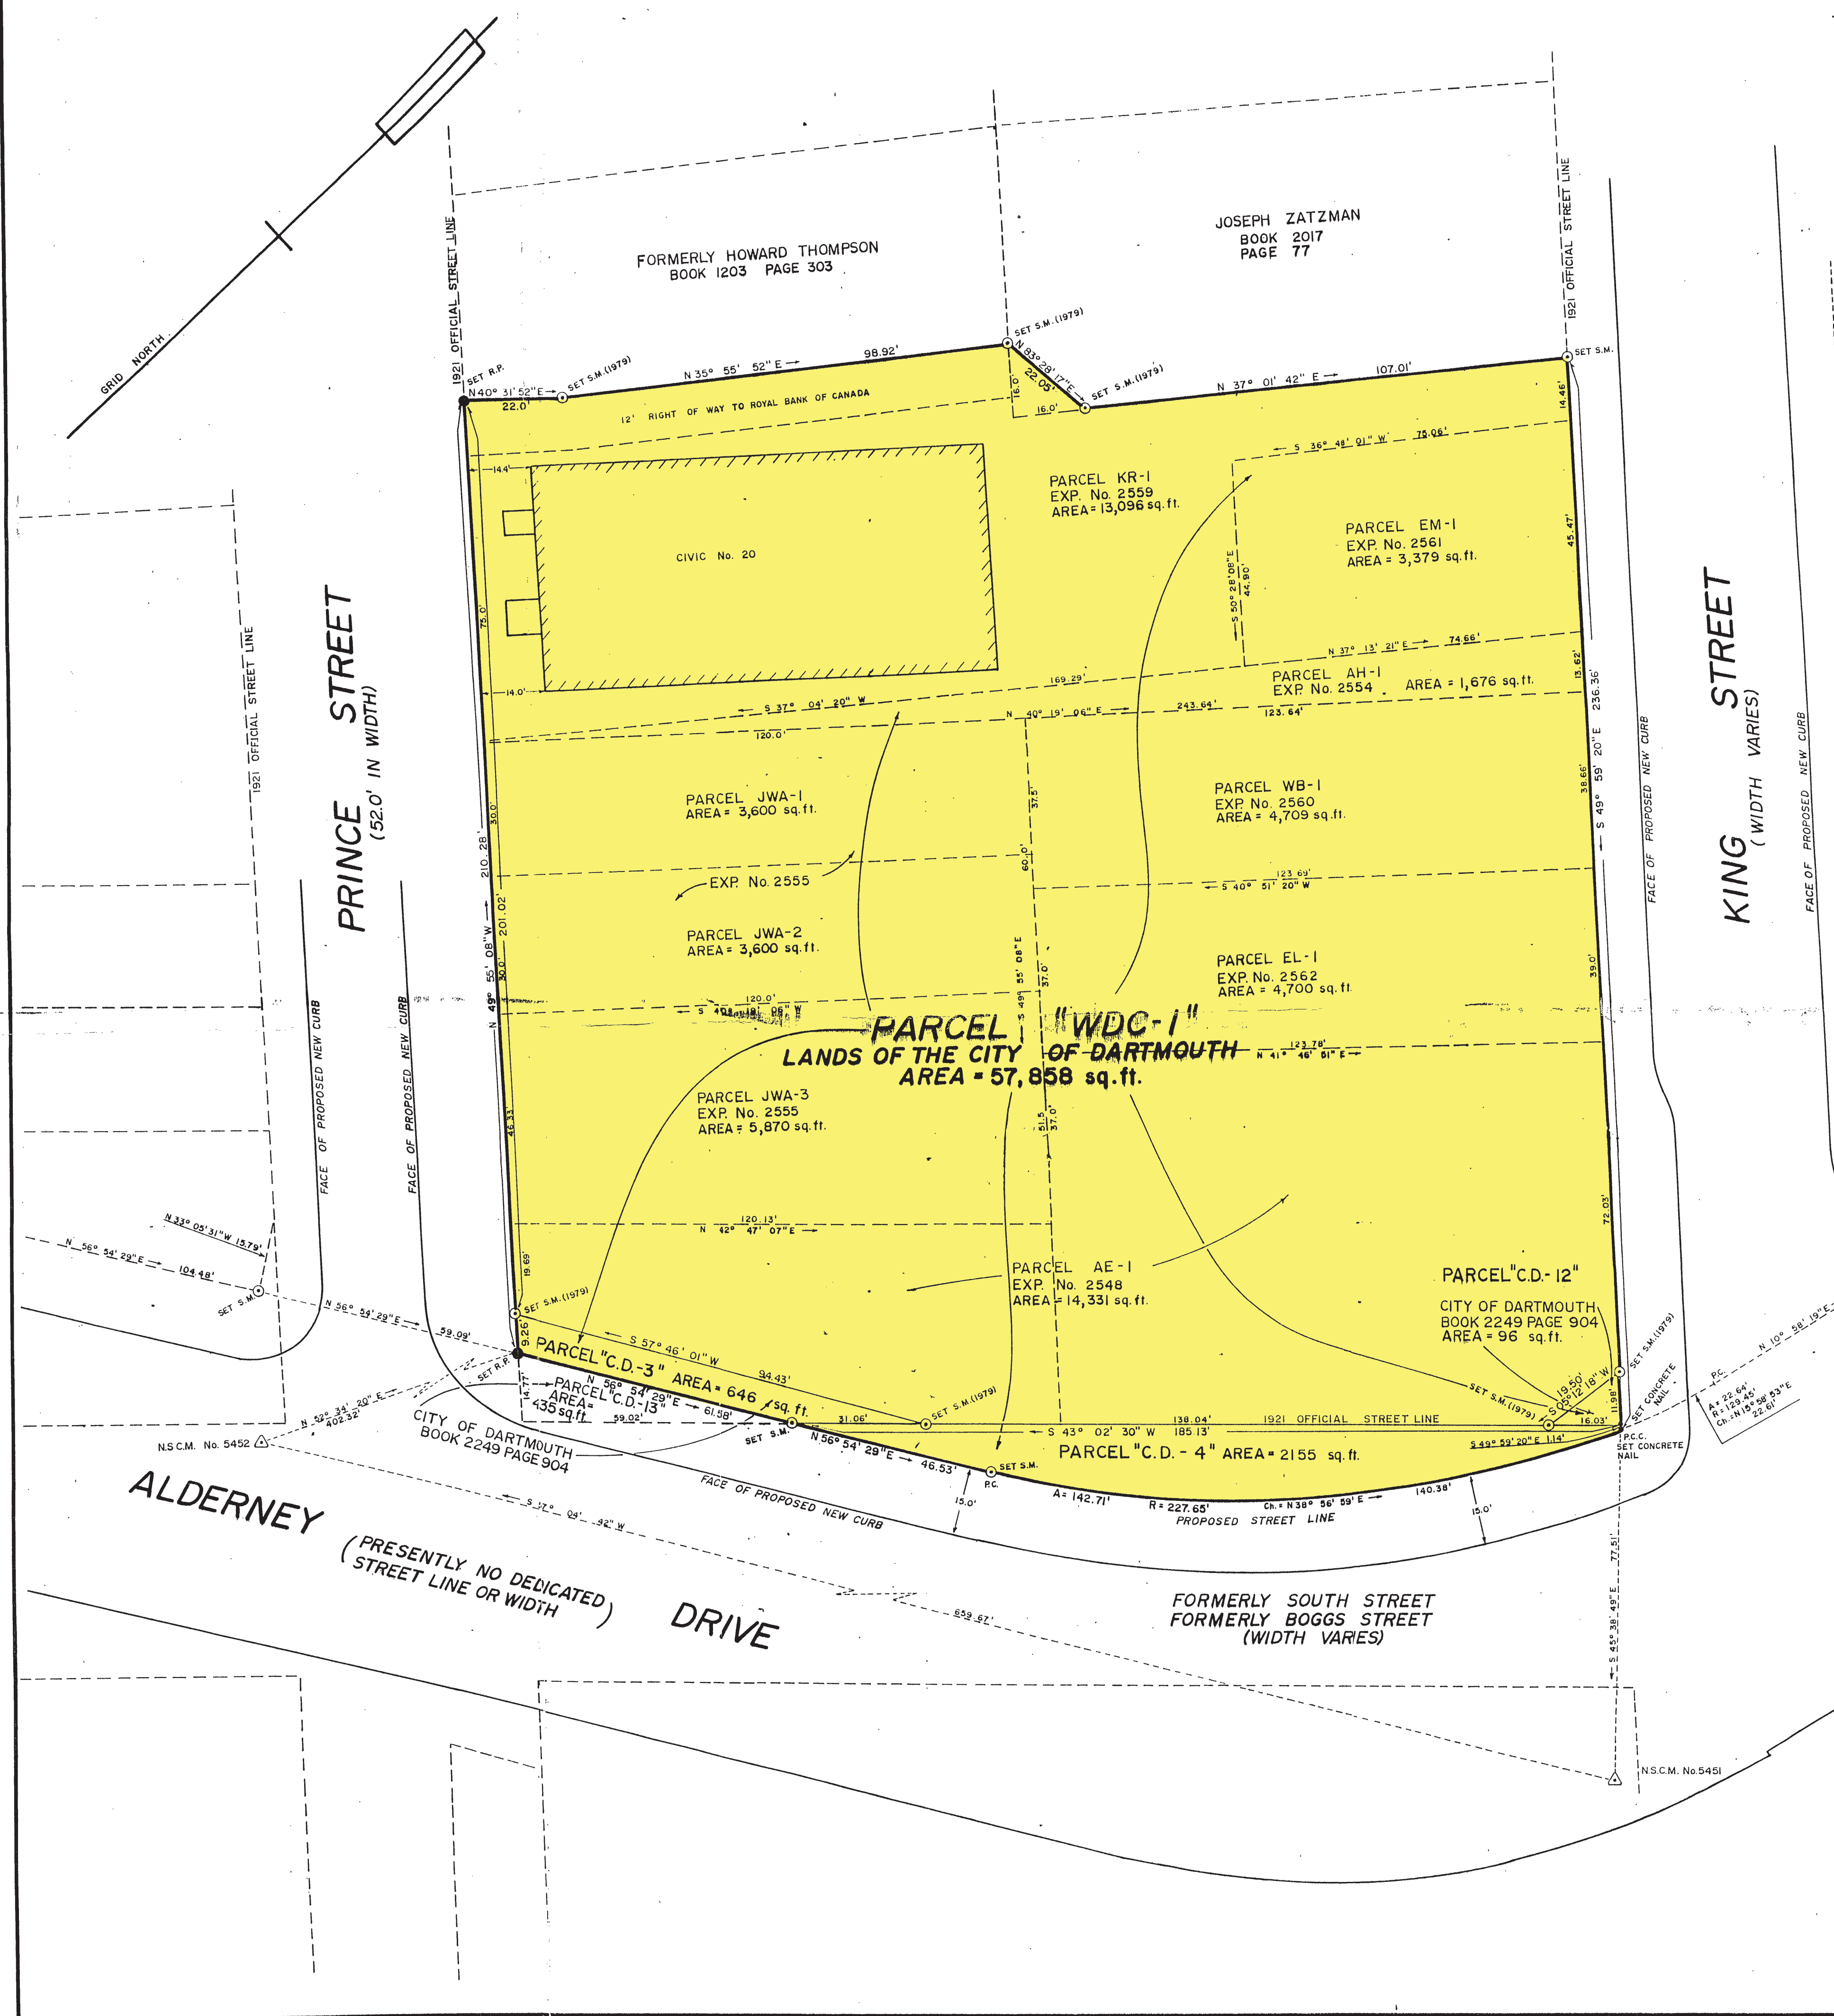 GRID NORTH
1921 OFFICIAL STREET LINE
FORMERLY HOWARD THOMPSON
BOOK 1203 PAGE 303
JOSEPH ZATZMAN
BOOK 2017
PAGE 77
1921 OFFICIAL STREET LINE
SET R.P.
N 40° 31' 52" E
22.0'
SET S.M. (1979)
N 35° 55' 52" E
98.92'
SET S.M. (1979)
N 83° 28' 17" E
22.05'
16.0'
16.0'
SET S.M. (1979)
N 37° 01' 42" E
107.01'
SET S.M.
12' RIGHT OF WAY TO ROYAL BANK OF CANADA
14.46'
S 36° 48' 01" W
75.06'
14.4'
CIVIC No. 20
PARCEL KR-1
EXP. No. 2559
AREA = 13,096 sq.ft.
PARCEL EM-1
EXP. No. 2561
AREA = 3,379 sq.ft.
45.47'
S 50° 28' 08" E
44.90'
75.0'
14.0'
N 37° 13' 21" E
74.66'
PARCEL AH-1
EXP. No. 2554 AREA = 1,676 sq.ft.
13.62'
169.29'
S 37° 04' 20" W
N 40° 19' 06" E
243.64'
123.64'
120.0'
PRINCE STREET
(52.0' IN WIDTH)
1921 OFFICIAL STREET LINE
KING STREET
(WIDTH VARIES)
FACE OF PROPOSED NEW CURB
FACE OF PROPOSED NEW CURB
S 49° 59' 20" E 236.36'
PARCEL JWA-1
AREA = 3,600 sq.ft.
30.0'
37.5'
60.0'
PARCEL WB-1
EXP. No. 2560
AREA = 4,709 sq.ft.
38.66'
EXP. No. 2555
123.69'
S 40° 51' 20" W
N 49° 55' 08" W
210.28'
201.02'
30.0'
PARCEL JWA-2
AREA = 3,600 sq.ft.
S 49° 55' 08" E
37.0'
PARCEL EL-1
EXP. No. 2562
AREA = 4,700 sq.ft.
39.0'
120.0'
PARCEL "WDC-1"
LANDS OF THE CITY OF DARTMOUTH
AREA = 57,858 sq.ft.
123.78'
N 41° 46' 01" E
FACE OF PROPOSED NEW CURB
FACE OF PROPOSED NEW CURB
46.33'
PARCEL JWA-3
EXP. No. 2555
AREA = 5,870 sq.ft.
51.5
37.0'
72.03'
120.13'
N 42° 47' 07" E
N 33° 05' 31" W 15.79'
N 56° 54' 29" E
104.48'
SET S.M.
N 56° 54' 29" E
59.09'
19.69'
SET S.M. (1979)
9.26'
SET R.P.
14.77'
PARCEL AE-1
EXP. No. 2548
AREA = 14,331 sq.ft.
PARCEL "C.D.-12"
CITY OF DARTMOUTH
BOOK 2249 PAGE 904
AREA = 96 sq.ft.
SET S.M. (1979)
N 10° 58' 19" E
S 57° 46' 01" W
94.43'
PARCEL "C.D.-3" AREA = 646 sq. ft.
N 56° 54' 29" E
61.58'
PARCEL "C.D.-13"
AREA =
435 sq.ft.
59.02'
N 52° 34' 20" E
402.32'
N.S.C.M. No. 5452
CITY OF DARTMOUTH
BOOK 2249 PAGE 904
SET S.M.
31.06'
SET S.M. (1979)
138.04'
1921 OFFICIAL STREET LINE
S 43° 02' 30" W 185.13'
SET S.M. (1979)
19.50'
S 05° 12' 18" W
11.98'
16.03'
S 49° 59' 20" E 1.14'
SET CONCRETE
NAIL
P.C.C.
SET CONCRETE
NAIL
P.C.
A = 22.64'
R = 129.45'
Ch. = N 15° 58' 53" E
22.61'
PARCEL "C.D.-4" AREA = 2155 sq. ft.
N 56° 54' 29" E
46.53'
SET S.M.
P.C.
A = 142.71'
R = 227.65'
Ch. = N 38° 56' 59" E
140.38'
PROPOSED STREET LINE
15.0'
15.0'
FACE OF PROPOSED NEW CURB
ALDERNEY DRIVE
(PRESENTLY NO DEDICATED
STREET LINE OR WIDTH)
04' 42" W
659.67'
FORMERLY SOUTH STREET
FORMERLY BOGGS STREET
(WIDTH VARIES)
S 45° 38' 49" E
77.51'
N.S.C.M. No. 5451